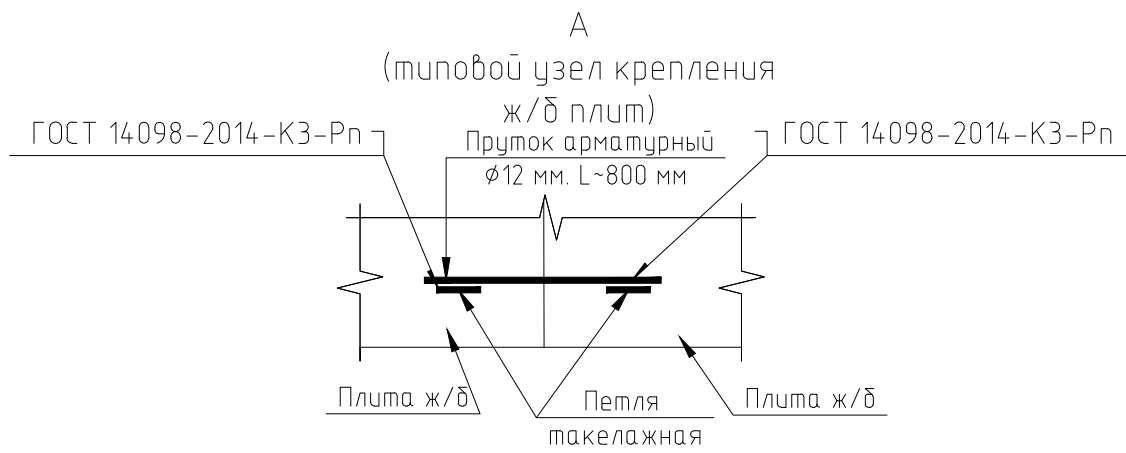 А
(типовой узел крепления
ж/б плит)
ГОСТ 14098-2014-К3-Рп
Пруток арматурный
⌀12 мм. L~800 мм
ГОСТ 14098-2014-К3-Рп
Плита ж/б
Петля
такелажная
Плита ж/б